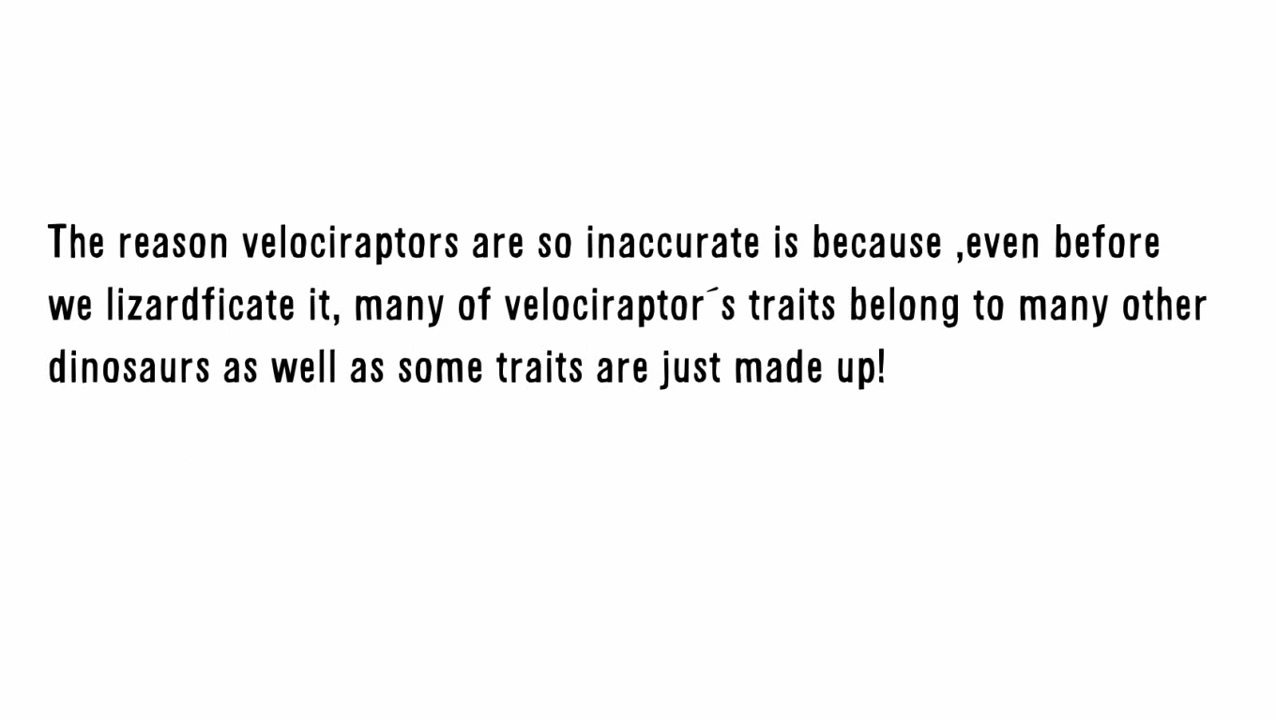 The reason velociraptors are so inaccurate is because ,even before
we lizardficate it, many of velociraptor´s traits belong to many other
dinosaurs as well as some traits are just made up!